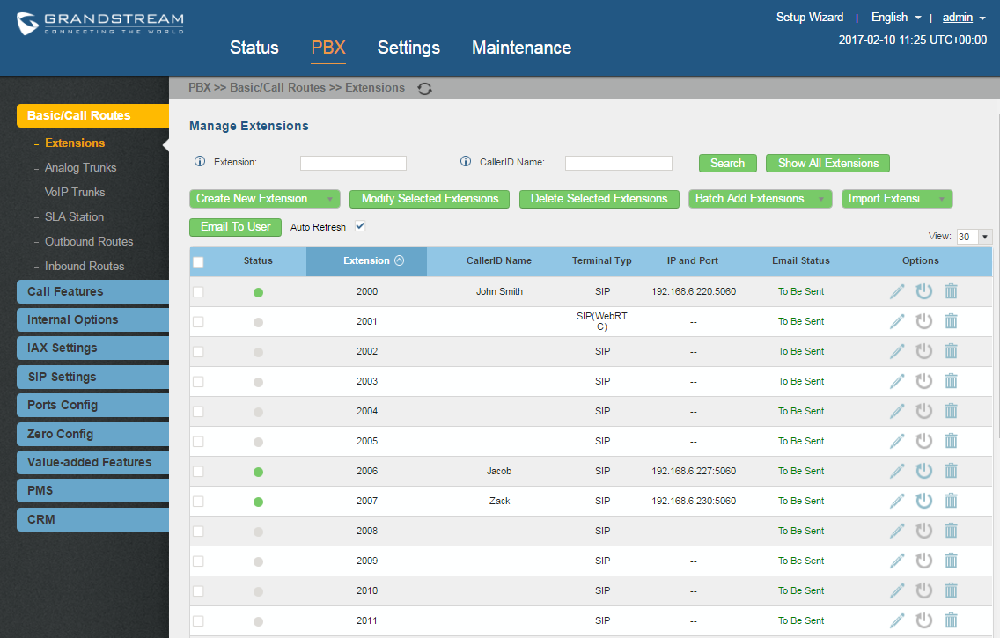 GRANDSTREAM
CONNECTING THE WORLD
Setup Wizard | English | admin
2017-02-10 11:25 UTC+00:00
Status PBX Settings Maintenance
PBX >> Basic/Call Routes >> Extensions
Basic/Call Routes
- Extensions
- Analog Trunks
VoIP Trunks
- SLA Station
- Outbound Routes
- Inbound Routes
Call Features
Internal Options
IAX Settings
SIP Settings
Ports Config
Zero Config
Value-added Features
PMS
CRM
Manage Extensions
Extension: CallerID Name: Search Show All Extensions
Create New Extension Modify Selected Extensions Delete Selected Extensions Batch Add Extensions Import Extensi...
Email To User Auto Refresh
View: 30
Status Extension CallerID Name Terminal Typ IP and Port Email Status Options
2000 John Smith SIP 192.168.6.220:5060 To Be Sent
2001 SIP(WebRT
C) -- To Be Sent
2002 SIP -- To Be Sent
2003 SIP -- To Be Sent
2004 SIP -- To Be Sent
2005 SIP -- To Be Sent
2006 Jacob SIP 192.168.6.227:5060 To Be Sent
2007 Zack SIP 192.168.6.230:5060 To Be Sent
2008 SIP -- To Be Sent
2009 SIP -- To Be Sent
2010 SIP -- To Be Sent
2011 SIP -- To Be Sent